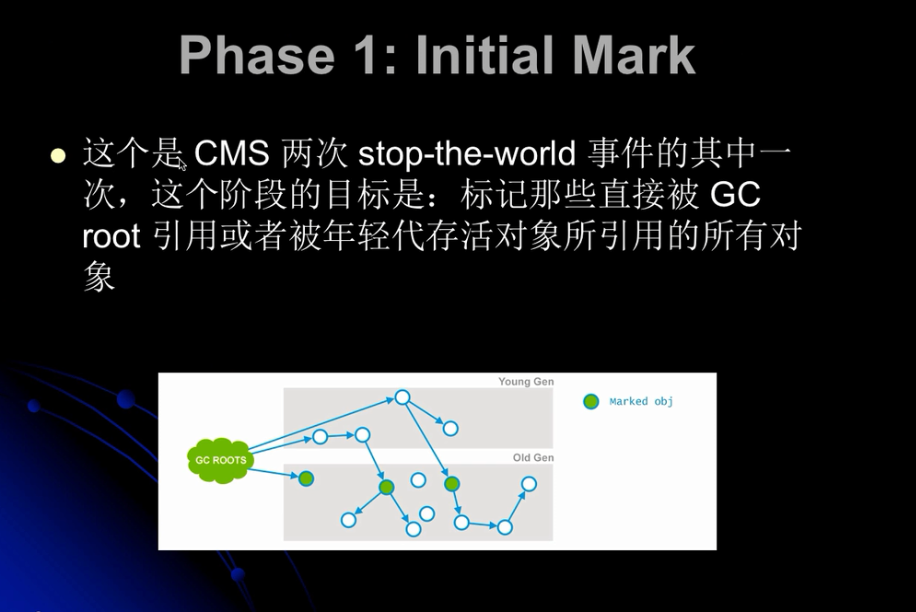 Phase 1: Initial Mark
这个是 CMS 两次 stop-the-world 事件的其中一
次，这个阶段的目标是：标记那些直接被 GC
root 引用或者被年轻代存活对象所引用的所有对
象
Young Gen
Marked obj
GC ROOTS
Old Gen